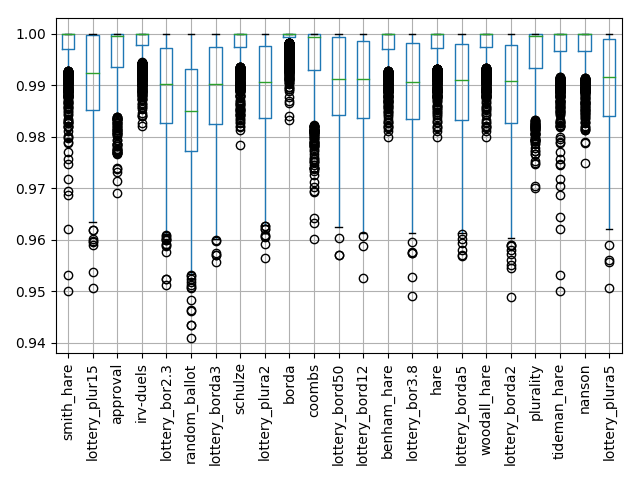 1.00
0.99
0.98
0.97
0.96
0.95
0.94
smith_hare
lottery_plur15
approval
irv-duels
lottery_bor2.3
random_ballot
lottery_borda3
schulze
lottery_plura2
borda
coombs
lottery_bord50
lottery_bord12
benham_hare
lottery_bor3.8
hare
lottery_borda5
woodall_hare
lottery_borda2
plurality
tideman_hare
nanson
lottery_plura5